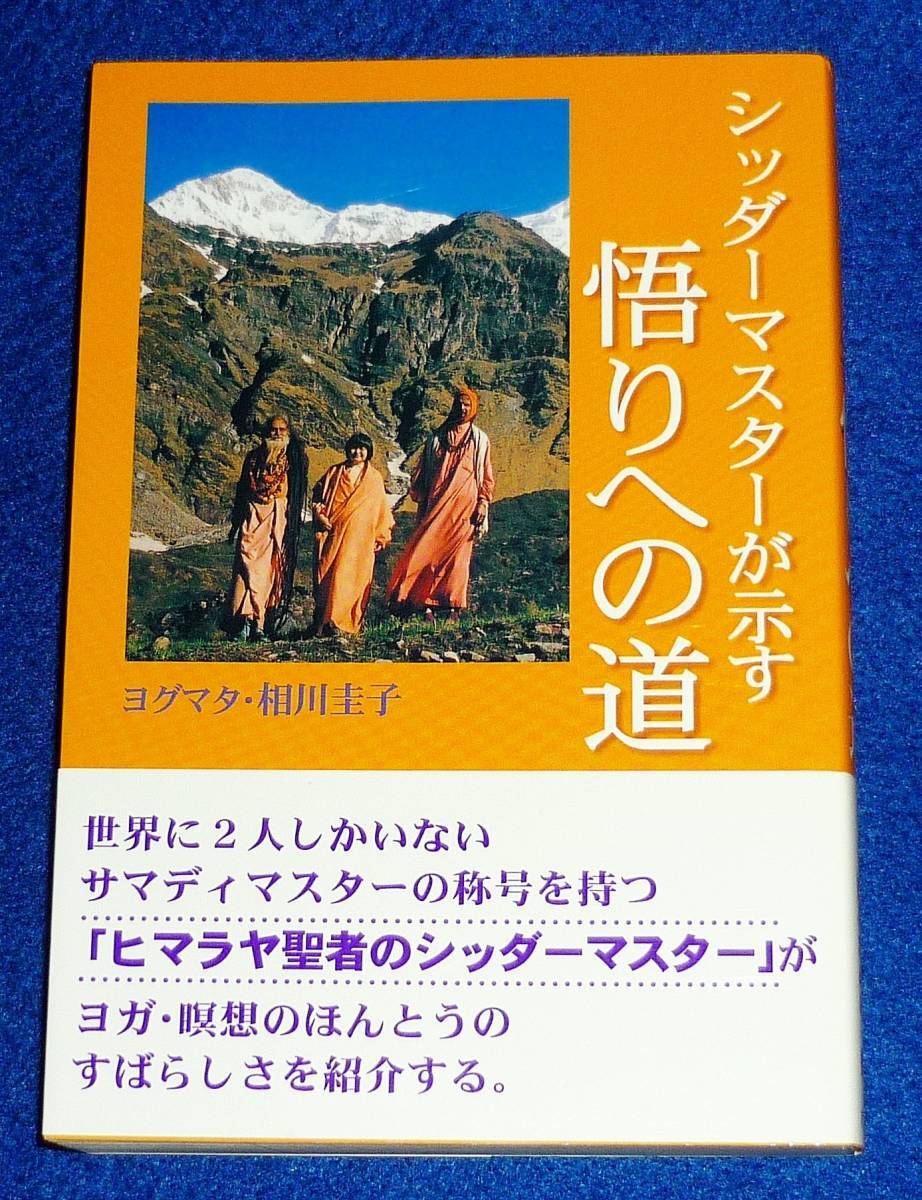 シッダーマスターが示す
悟りへの道
ヨグマタ・相川圭子
世界に2人しかいない
サマディマスターの称号を持つ
「ヒマラヤ聖者のシッダーマスター」が
ヨガ・瞑想のほんとうの
すばらしさを紹介する。